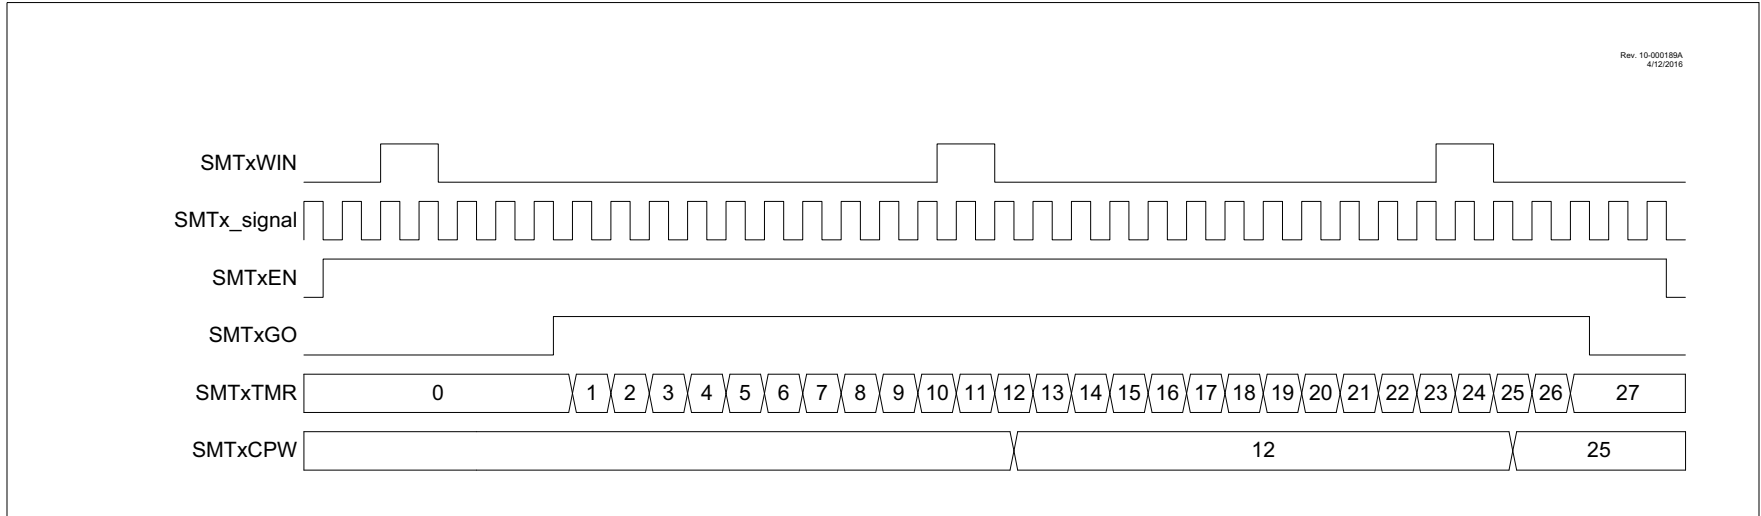 Rev. 10-000189A
4/12/2016
SMTxWIN
SMTx_signal
SMTxEN
SMTxGO
SMTxTMR 0 1 2 3 4 5 6 7 8 9 10 11 12 13 14 15 16 17 18 19 20 21 22 23 24 25 26 27
SMTxCPW 12 25